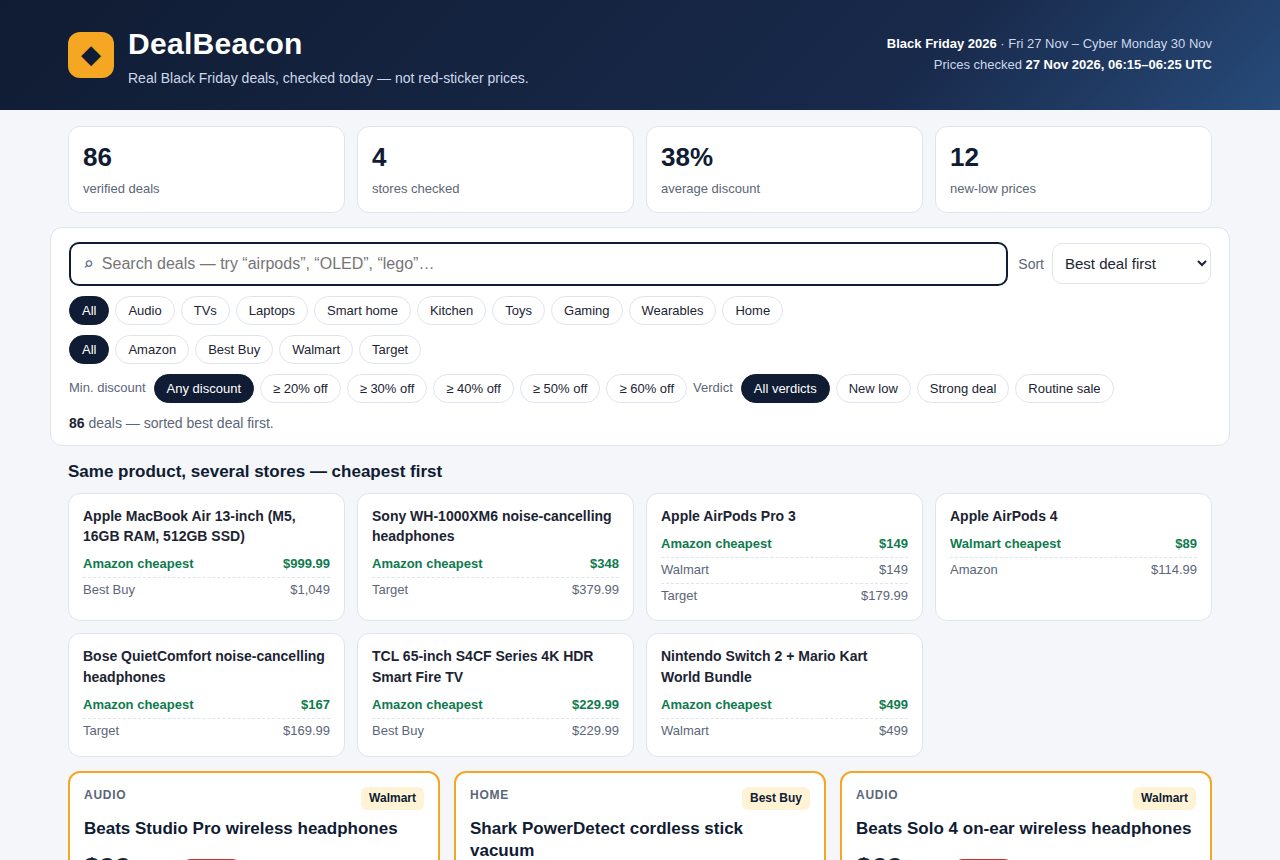 DealBeacon
Real Black Friday deals, checked today — not red-sticker prices.
Black Friday 2026 · Fri 27 Nov – Cyber Monday 30 Nov
Prices checked 27 Nov 2026, 06:15–06:25 UTC
86
verified deals
4
stores checked
38%
average discount
12
new-low prices
Search deals — try “airpods”, “OLED”, “lego”…
Sort Best deal first
All Audio TVs Laptops Smart home Kitchen Toys Gaming Wearables Home
All Amazon Best Buy Walmart Target
Min. discount Any discount ≥ 20% off ≥ 30% off ≥ 40% off ≥ 50% off ≥ 60% off Verdict All verdicts New low Strong deal Routine sale
86 deals — sorted best deal first.
Same product, several stores — cheapest first
Apple MacBook Air 13-inch (M5,
16GB RAM, 512GB SSD)
Amazon cheapest $999.99
Best Buy $1,049
Sony WH-1000XM6 noise-cancelling
headphones
Amazon cheapest $348
Target $379.99
Apple AirPods Pro 3
Amazon cheapest $149
Walmart $149
Target $179.99
Apple AirPods 4
Walmart cheapest $89
Amazon $114.99
Bose QuietComfort noise-cancelling
headphones
Amazon cheapest $167
Target $169.99
TCL 65-inch S4CF Series 4K HDR
Smart Fire TV
Amazon cheapest $229.99
Best Buy $229.99
Nintendo Switch 2 + Mario Kart
World Bundle
Amazon cheapest $499
Walmart $499
AUDIO Walmart
Beats Studio Pro wireless headphones
HOME Best Buy
Shark PowerDetect cordless stick
vacuum
AUDIO Walmart
Beats Solo 4 on-ear wireless headphones